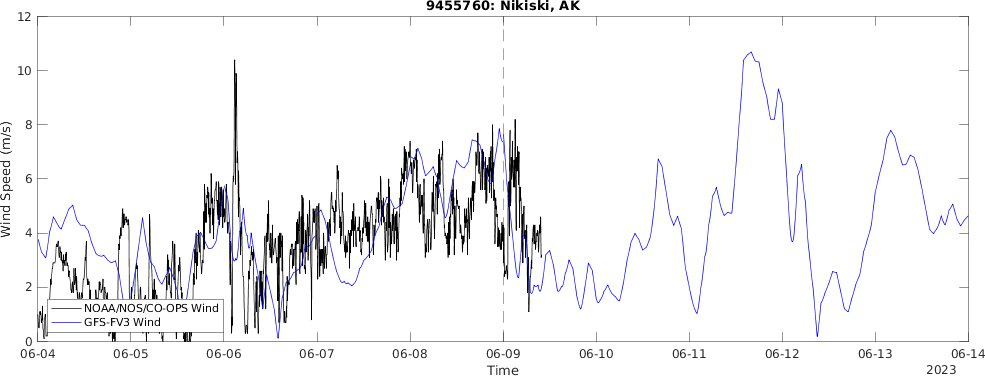 9455760: Nikiski, AK
Wind Speed (m/s)
12
10
8
6
4
2
0
NOAA/NOS/CO-OPS Wind
GFS-FV3 Wind
06-04 06-05 06-06 06-07 06-08 06-09 06-10 06-11 06-12 06-13 06-14
Time
2023